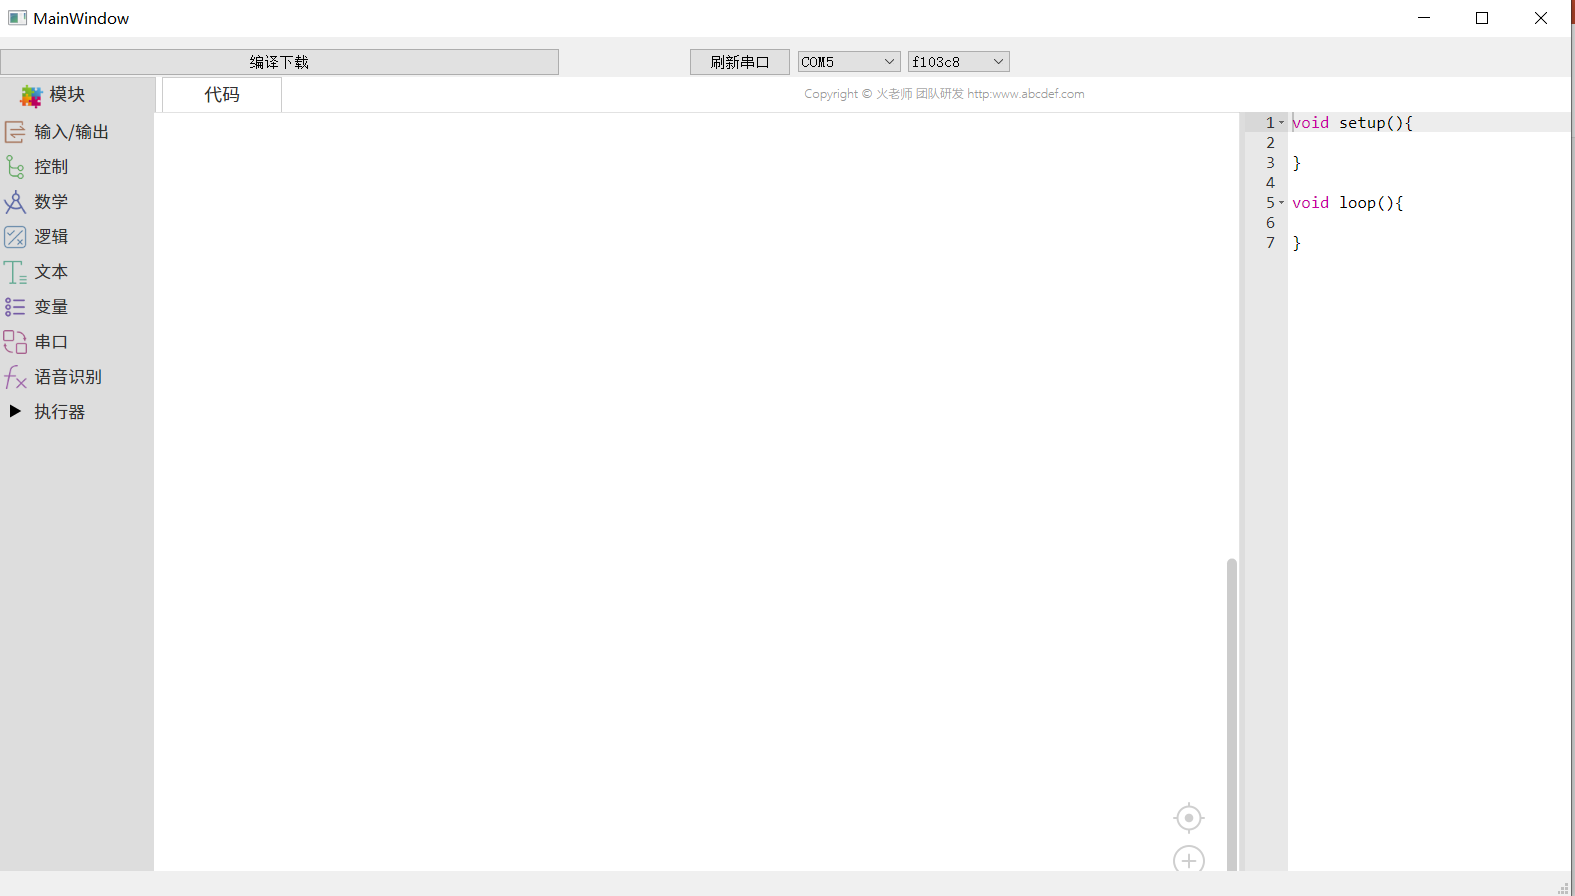 MainWindow
编译下载
刷新串口
COM5
f103c8
模块
代码
Copyright © 火老师 团队研发 http:www.abcdef.com
输入/输出
控制
数学
逻辑
文本
变量
串口
语音识别
执行器
1 void setup(){
2
3 }
4
5 void loop(){
6
7 }